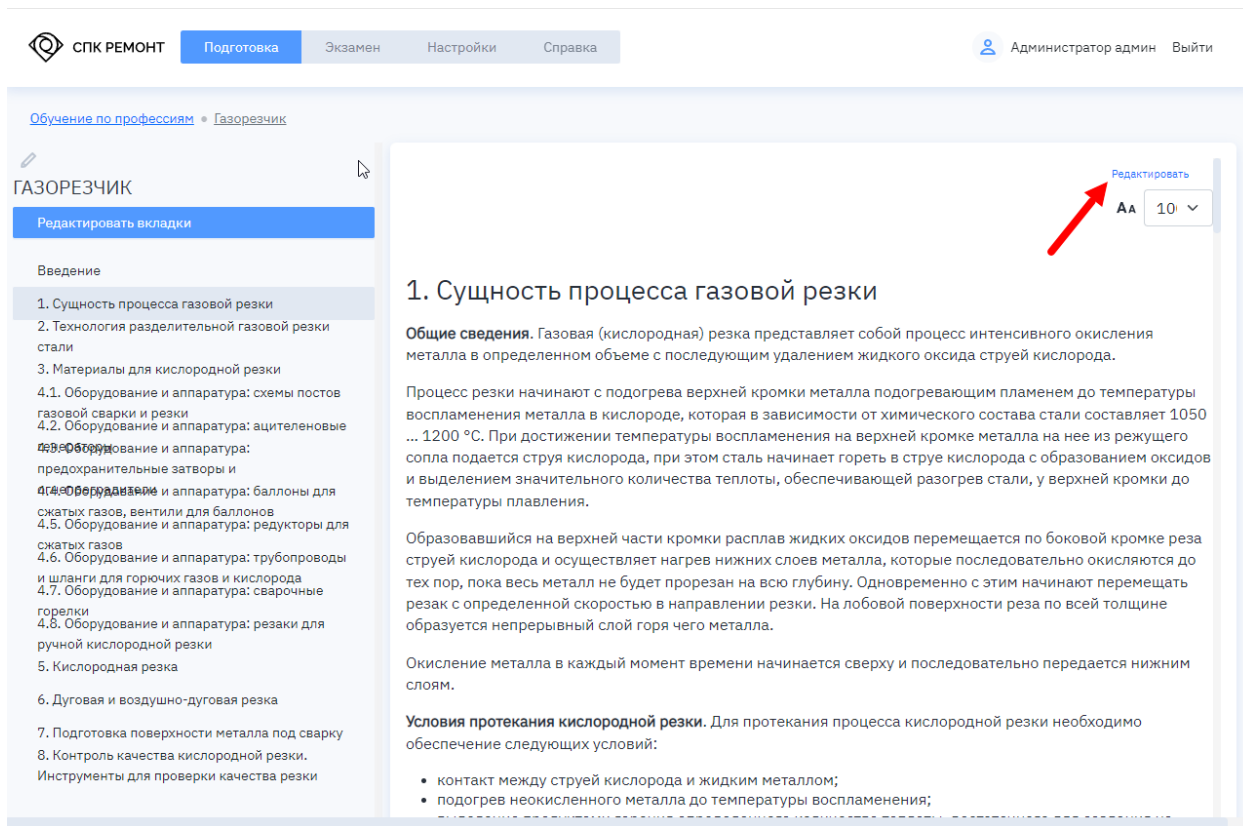 СПК РЕМОНТ
Подготовка
Экзамен
Настройки
Справка
Администратор админ
Выйти
Обучение по профессиям • Газорезчик
ГАЗОРЕЗЧИК
Редактировать вкладки
Введение
1. Сущность процесса газовой резки
2. Технология разделительной газовой резки
стали
3. Материалы для кислородной резки
4.1. Оборудование и аппаратура: схемы постов
газовой сварки и резки
4.2. Оборудование и аппаратура: ацителеновые
генераторы
4.3. Оборудование и аппаратура:
предохранительные затворы и
огнепреградители
4.4. Оборудование и аппаратура: баллоны для
сжатых газов, вентили для баллонов
4.5. Оборудование и аппаратура: редукторы для
сжатых газов
4.6. Оборудование и аппаратура: трубопроводы
и шланги для горючих газов и кислорода
4.7. Оборудование и аппаратура: сварочные
горелки
4.8. Оборудование и аппаратура: резаки для
ручной кислородной резки
5. Кислородная резка
6. Дуговая и воздушно-дуговая резка
7. Подготовка поверхности металла под сварку
8. Контроль качества кислородной резки.
Инструменты для проверки качества резки
Редактировать
AA 10
1. Сущность процесса газовой резки
Общие сведения. Газовая (кислородная) резка представляет собой процесс интенсивного окисления
металла в определенном объеме с последующим удалением жидкого оксида струей кислорода.
Процесс резки начинают с подогрева верхней кромки металла подогревающим пламенем до температуры
воспламенения металла в кислороде, которая в зависимости от химического состава стали составляет 1050
... 1200 °С. При достижении температуры воспламенения на верхней кромке металла на нее из режущего
сопла подается струя кислорода, при этом сталь начинает гореть в струе кислорода с образованием оксидов
и выделением значительного количества теплоты, обеспечивающей разогрев стали, у верхней кромки до
температуры плавления.
Образовавшийся на верхней части кромки расплав жидких оксидов перемещается по боковой кромке реза
струей кислорода и осуществляет нагрев нижних слоев металла, которые последовательно окисляются до
тех пор, пока весь металл не будет прорезан на всю глубину. Одновременно с этим начинают перемещать
резак с определенной скоростью в направлении резки. На лобовой поверхности реза по всей толщине
образуется непрерывный слой горя чего металла.
Окисление металла в каждый момент времени начинается сверху и последовательно передается нижним
слоям.
Условия протекания кислородной резки. Для протекания процесса кислородной резки необходимо
обеспечение следующих условий:
• контакт между струей кислорода и жидким металлом;
• подогрев неокисленного металла до температуры воспламенения;